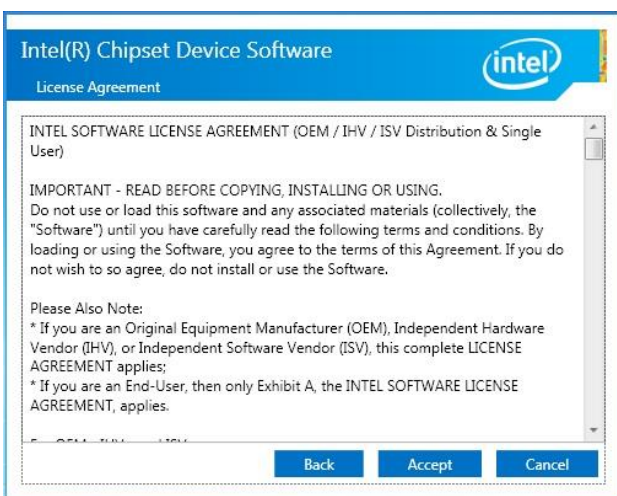 Intel(R) Chipset Device Software
intel
License Agreement
INTEL SOFTWARE LICENSE AGREEMENT (OEM / IHV / ISV Distribution & Single
User)
IMPORTANT - READ BEFORE COPYING, INSTALLING OR USING.
Do not use or load this software and any associated materials (collectively, the
"Software") until you have carefully read the following terms and conditions. By
loading or using the Software, you agree to the terms of this Agreement. If you do
not wish to so agree, do not install or use the Software.
Please Also Note:
* If you are an Original Equipment Manufacturer (OEM), Independent Hardware
Vendor (IHV), or Independent Software Vendor (ISV), this complete LICENSE
AGREEMENT applies;
* If you are an End-User, then only Exhibit A, the INTEL SOFTWARE LICENSE
AGREEMENT, applies.
Back Accept Cancel